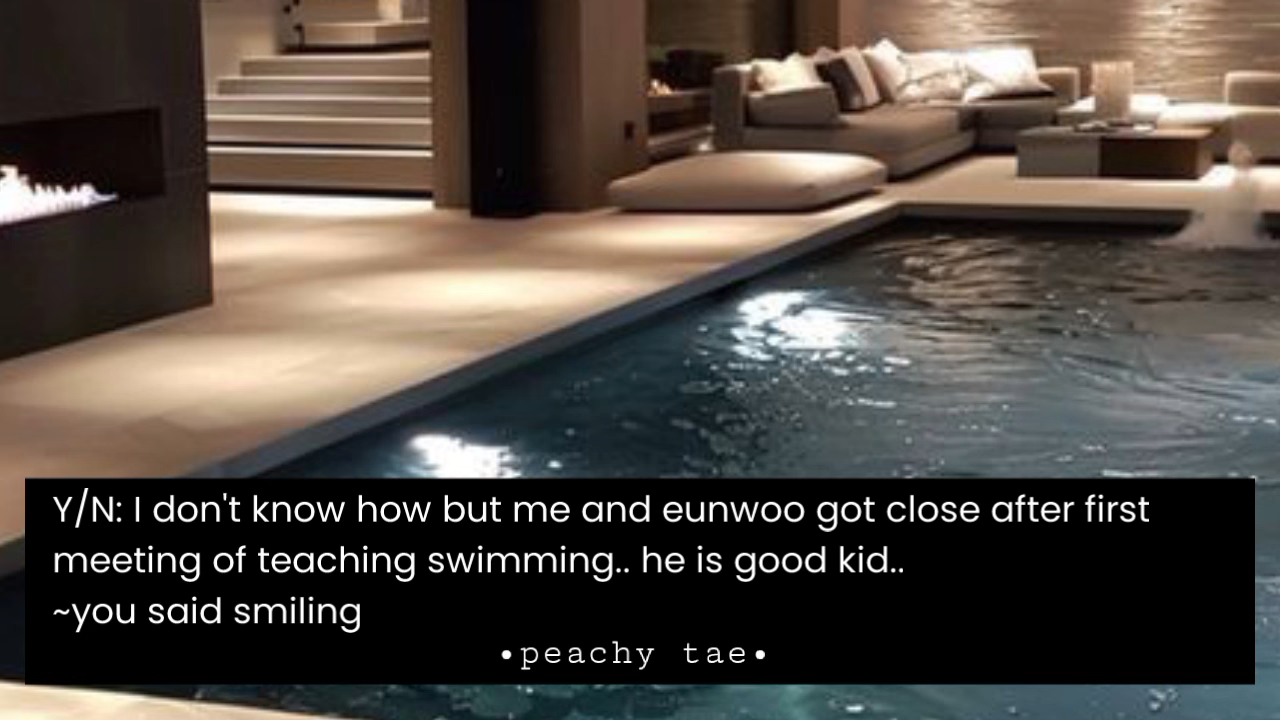 Y/N: I don't know how but me and eunwoo got close after first
meeting of teaching swimming.. he is good kid..
~you said smiling
•peachy tae•